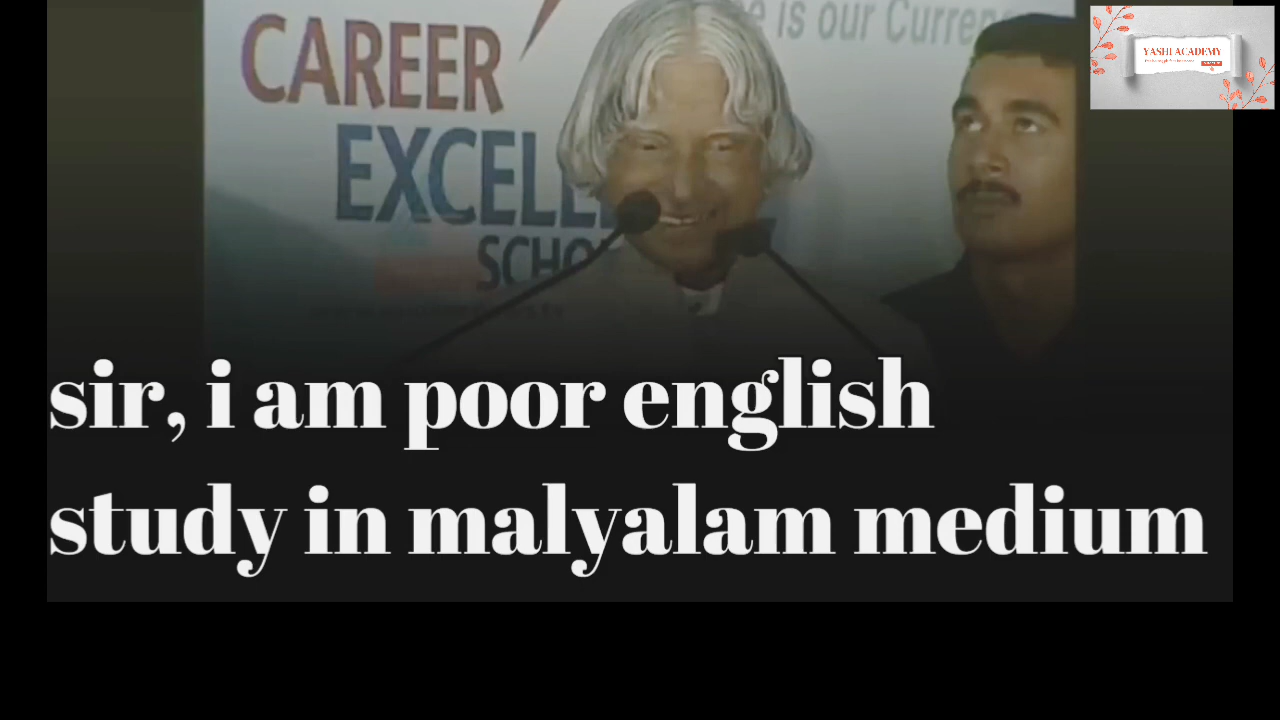 e is our Curren
CAREER
EXCELL
SCHO
YASHI ACADEMY
sir, i am poor english
study in malyalam medium